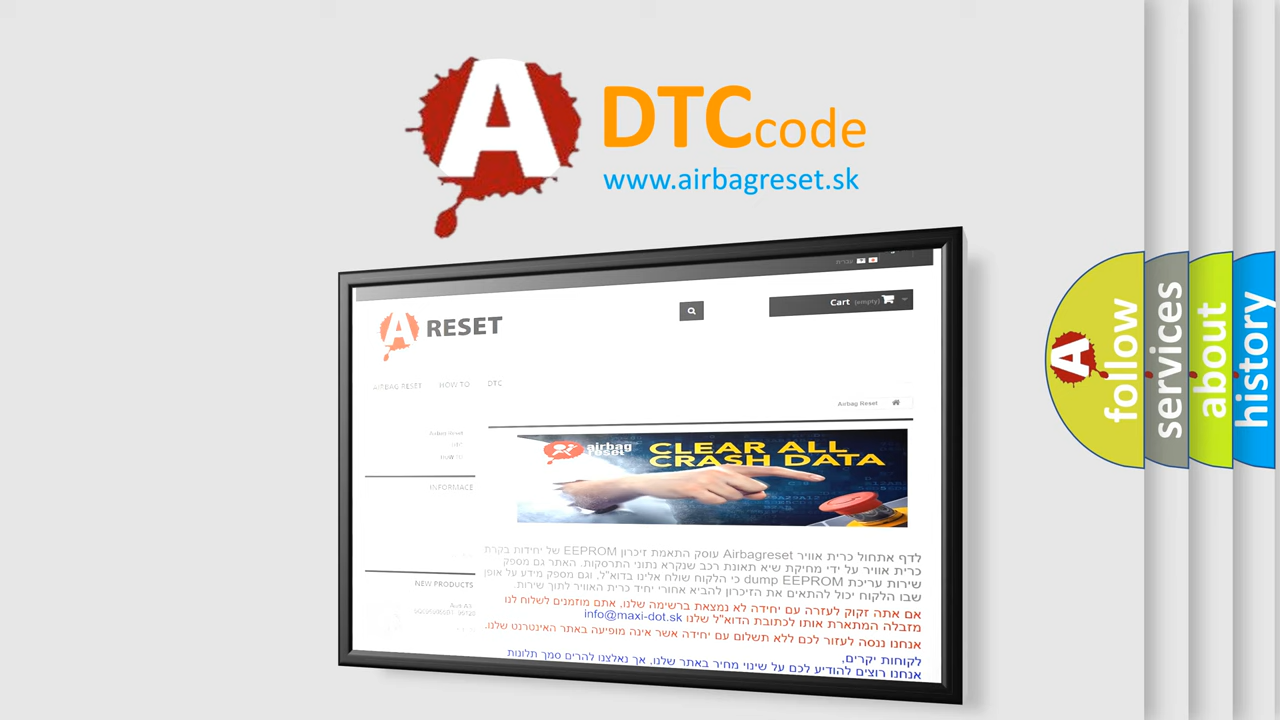 A
DTCcode
www.airbagreset.sk
עברית
Cart (empty)
A RESET
AIRBAG RESET HOW TO DTC
Airbag Reset
Airbag Reset
HOW TO
INFORMACE
NEW PRODUCTS
airbag
reset
CLEAR ALL
CRASH DATA
לדף אתחול כרית אוויר Airbagreset עוסק התאמת זיכרון EEPROM של יחידות בקרת
כרית אוויר על ידי מחיקת שיא תאונת רכב שנקרא נתוני התרסקות. האתר גם מספק
שירות עריכת dump EEPROM כי הלקוח שולח אלינו בדוא"ל, וגם מספק מידע על אופן
שבו הלקוח יכול להתאים את הזיכרון להביא אחורי יחיד כרית האוויר לתוך שירות.
אם אתה זקוק לעזרה עם יחידה לא נמצאת ברשימה שלנו, אתם מוזמנים לשלוח לנו
מזבלה המתארת אותו לכתובת הדוא"ל שלנו info@maxi-dot.sk
אנחנו ננסה לעזור לכם ללא תשלום עם יחידה אשר אינה מופיעה באתר האינטרנט שלנו.
לקוחות יקרים,
אנחנו רוצים להודיע לכם על שינוי מחיר באתר שלנו, אך נאלצנו להרים סמך תלונות
A follow
services
about
history